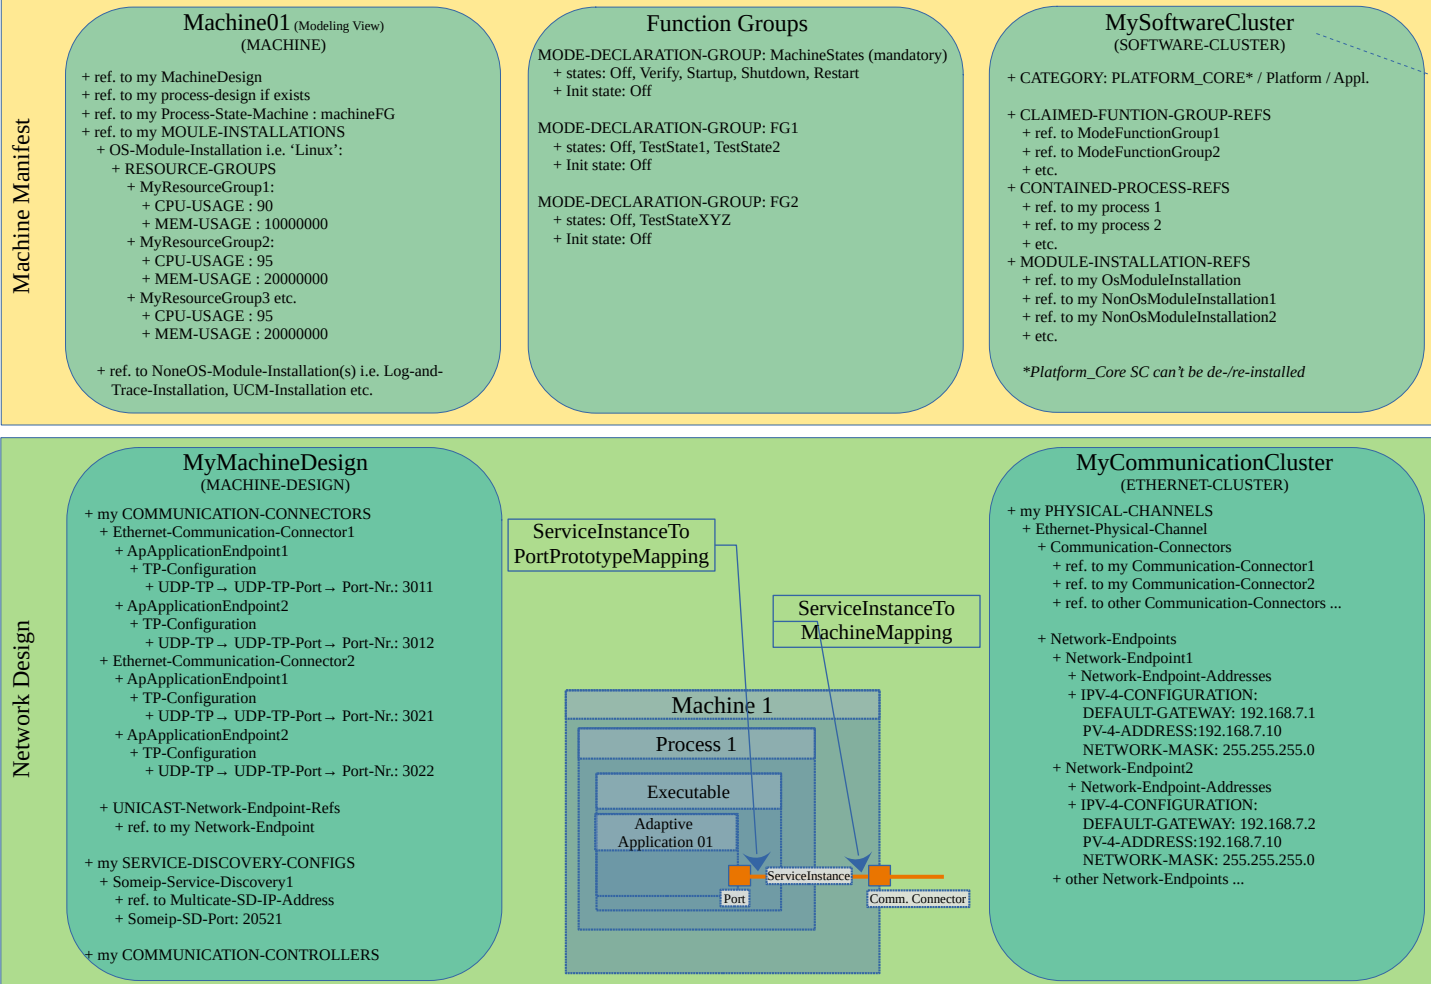 Machine Manifest
Machine01 (Modeling View)
(MACHINE)
+ ref. to my MachineDesign
+ ref. to my process-design if exists
+ ref. to my Process-State-Machine : machineFG
+ ref. to my MOULE-INSTALLATIONS
+ OS-Module-Installation i.e. ‘Linux’:
+ RESOURCE-GROUPS
+ MyResourceGroup1:
+ CPU-USAGE : 90
+ MEM-USAGE : 10000000
+ MyResourceGroup2:
+ CPU-USAGE : 95
+ MEM-USAGE : 20000000
+ MyResourceGroup3 etc.
+ CPU-USAGE : 95
+ MEM-USAGE : 20000000
+ ref. to NoneOS-Module-Installation(s) i.e. Log-and-
Trace-Installation, UCM-Installation etc.
Function Groups
MODE-DECLARATION-GROUP: MachineStates (mandatory)
+ states: Off, Verify, Startup, Shutdown, Restart
+ Init state: Off
MODE-DECLARATION-GROUP: FG1
+ states: Off, TestState1, TestState2
+ Init state: Off
MODE-DECLARATION-GROUP: FG2
+ states: Off, TestStateXYZ
+ Init state: Off
MySoftwareCluster
(SOFTWARE-CLUSTER)
+ CATEGORY: PLATFORM_CORE* / Platform / Appl.
+ CLAIMED-FUNTION-GROUP-REFS
+ ref. to ModeFunctionGroup1
+ ref. to ModeFunctionGroup2
+ etc.
+ CONTAINED-PROCESS-REFS
+ ref. to my process 1
+ ref. to my process 2
+ etc.
+ MODULE-INSTALLATION-REFS
+ ref. to my OsModuleInstallation
+ ref. to my NonOsModuleInstallation1
+ ref. to my NonOsModuleInstallation2
+ etc.
*Platform_Core SC can’t be de-/re-installed
Network Design
MyMachineDesign
(MACHINE-DESIGN)
+ my COMMUNICATION-CONNECTORS
+ Ethernet-Communication-Connector1
+ ApApplicationEndpoint1
+ TP-Configuration
+ UDP-TP→ UDP-TP-Port→ Port-Nr.: 3011
+ ApApplicationEndpoint2
+ TP-Configuration
+ UDP-TP→ UDP-TP-Port→ Port-Nr.: 3012
+ Ethernet-Communication-Connector2
+ ApApplicationEndpoint1
+ TP-Configuration
+ UDP-TP→ UDP-TP-Port→ Port-Nr.: 3021
+ ApApplicationEndpoint2
+ TP-Configuration
+ UDP-TP→ UDP-TP-Port→ Port-Nr.: 3022
+ UNICAST-Network-Endpoint-Refs
+ ref. to my Network-Endpoint
+ my SERVICE-DISCOVERY-CONFIGS
+ Someip-Service-Discovery1
+ ref. to Multicate-SD-IP-Address
+ Someip-SD-Port: 20521
+ my COMMUNICATION-CONTROLLERS
ServiceInstanceTo
PortPrototypeMapping
ServiceInstanceTo
MachineMapping
Machine 1
Process 1
Executable
Adaptive
Application 01
ServiceInstance
Port
Comm. Connector
MyCommunicationCluster
(ETHERNET-CLUSTER)
+ my PHYSICAL-CHANNELS
+ Ethernet-Physical-Channel
+ Communication-Connectors
+ ref. to my Communication-Connector1
+ ref. to my Communication-Connector2
+ ref. to other Communication-Connectors ...
+ Network-Endpoints
+ Network-Endpoint1
+ Network-Endpoint-Addresses
+ IPV-4-CONFIGURATION:
DEFAULT-GATEWAY: 192.168.7.1
PV-4-ADDRESS:192.168.7.10
NETWORK-MASK: 255.255.255.0
+ Network-Endpoint2
+ Network-Endpoint-Addresses
+ IPV-4-CONFIGURATION:
DEFAULT-GATEWAY: 192.168.7.2
PV-4-ADDRESS:192.168.7.10
NETWORK-MASK: 255.255.255.0
+ other Network-Endpoints ...